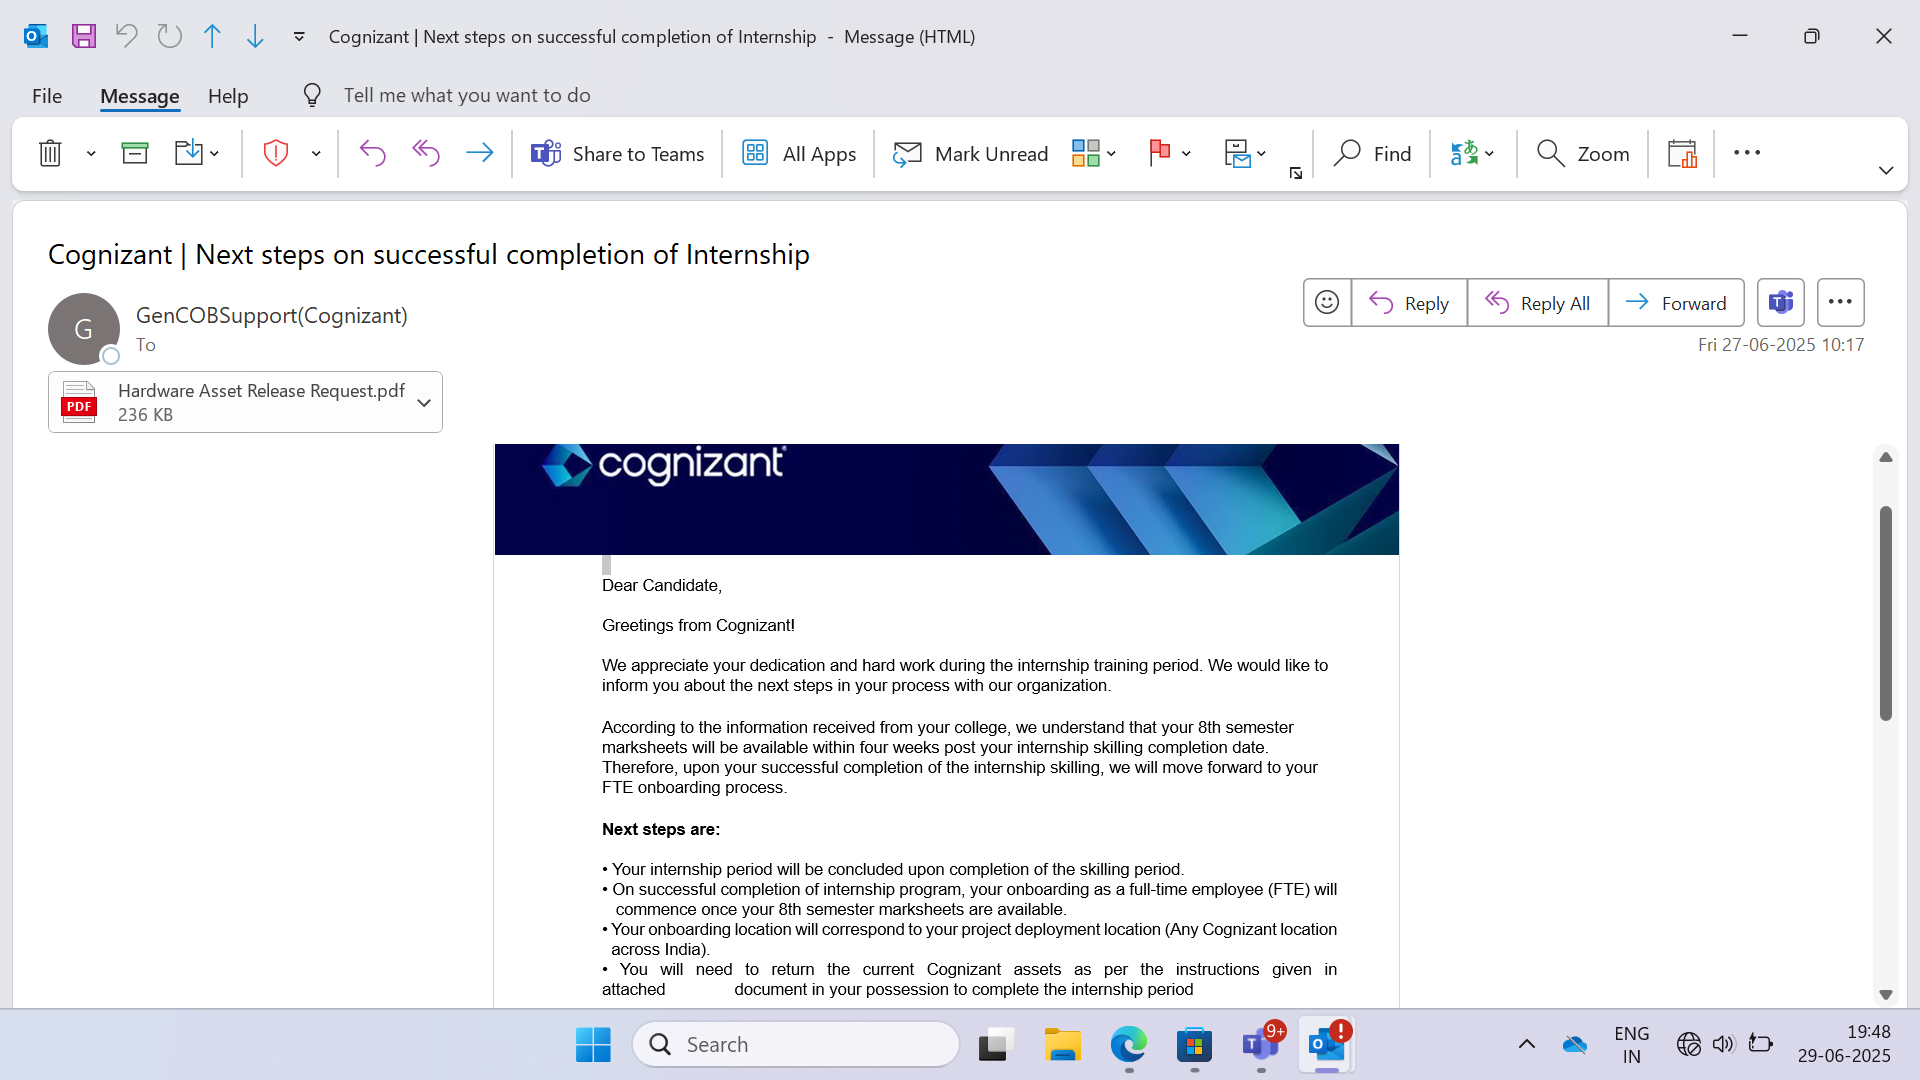 Cognizant | Next steps on successful completion of Internship - Message (HTML)
File Message Help Tell me what you want to do
Share to Teams All Apps Mark Unread Find Zoom
Cognizant | Next steps on successful completion of Internship
G
GenCOBSupport(Cognizant)
To
Reply Reply All Forward
Fri 27-06-2025 10:17
PDF
Hardware Asset Release Request.pdf
236 KB
cognizant
Dear Candidate,
Greetings from Cognizant!
We appreciate your dedication and hard work during the internship training period. We would like to
inform you about the next steps in your process with our organization.
According to the information received from your college, we understand that your 8th semester
marksheets will be available within four weeks post your internship skilling completion date.
Therefore, upon your successful completion of the internship skilling, we will move forward to your
FTE onboarding process.
Next steps are:
• Your internship period will be concluded upon completion of the skilling period.
• On successful completion of internship program, your onboarding as a full-time employee (FTE) will
commence once your 8th semester marksheets are available.
• Your onboarding location will correspond to your project deployment location (Any Cognizant location
across India).
• You will need to return the current Cognizant assets as per the instructions given in
attached document in your possession to complete the internship period
Search
9+
ENG
IN
19:48
29-06-2025